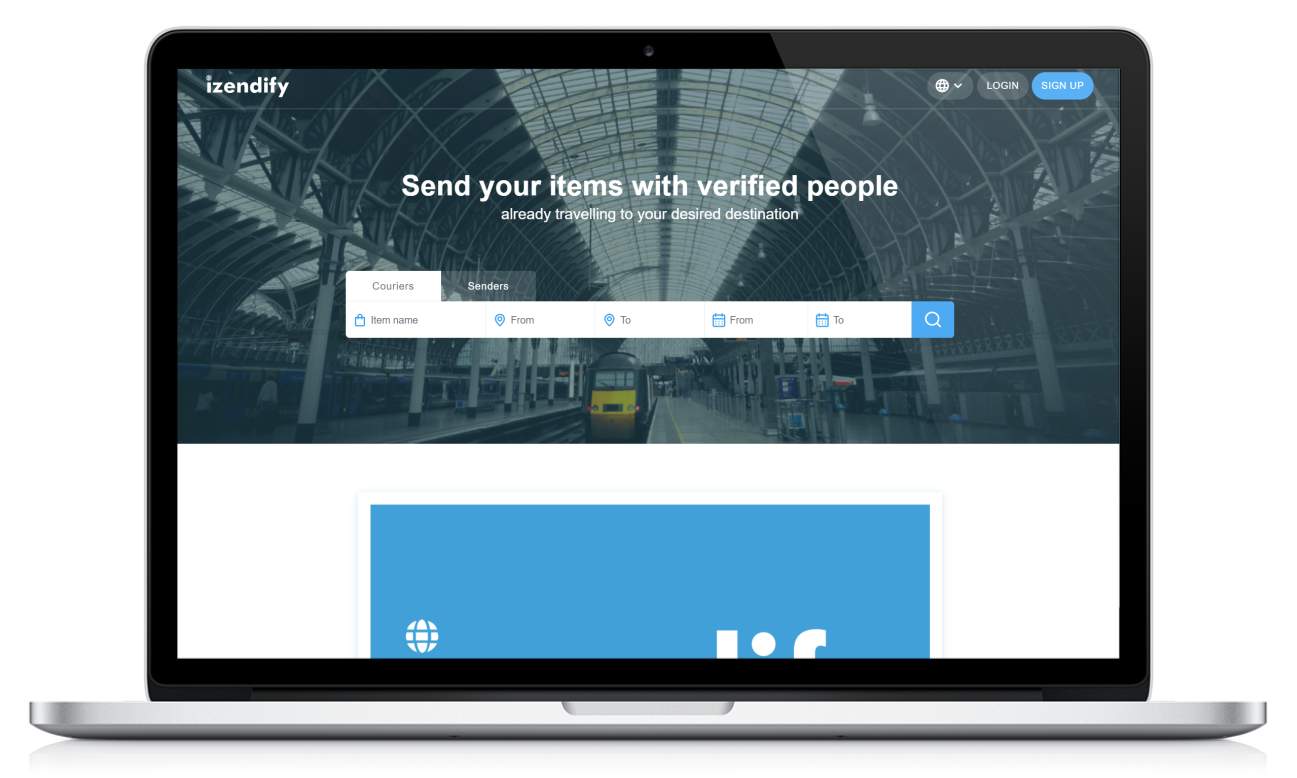 izendify
LOGIN
SIGN UP
Send your items with verified people
already travelling to your desired destination
Couriers
Senders
Item name
From
To
From
To